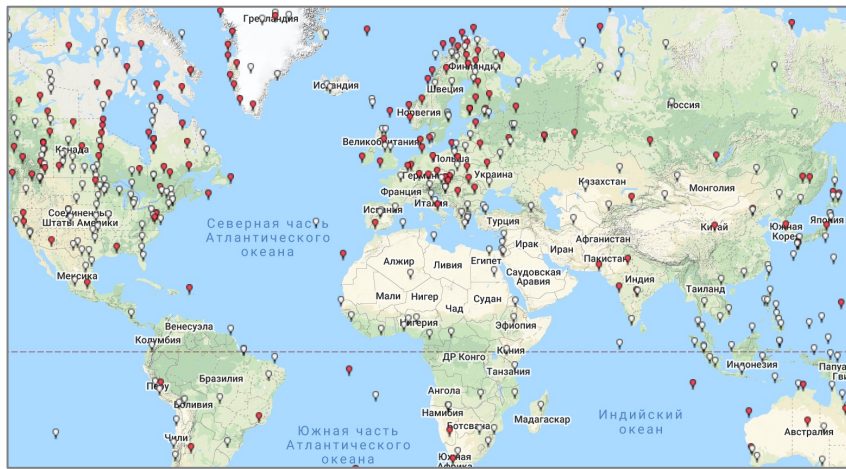 Гренландия
Финляндия
Исландия
Швеция
Россия
Норвегия
Великобритания
Канада
Польша
Германия
Украина
Казахстан
Монголия
Франция
Италия
Испания
Соединенные
Штаты Америки
Северная часть
Атлантического
океана
Турция
Китай
Южная
Корея
Япония
Ирак
Иран
Афганистан
Алжир
Ливия
Египет
Пакистан
Саудовская
Аравия
Индия
Мексика
Мали
Нигер
Судан
Чад
Таиланд
Нигерия
Эфиопия
Венесуэла
Колумбия
ДР Конго
Кения
Танзания
Индонезия
Папуа
Перу
Бразилия
Ангола
Боливия
Намибия
Ботсвана
Мадагаскар
Индийский
океан
Чили
Южная часть
Атлантического
океана
Австралия
Южная
Африка